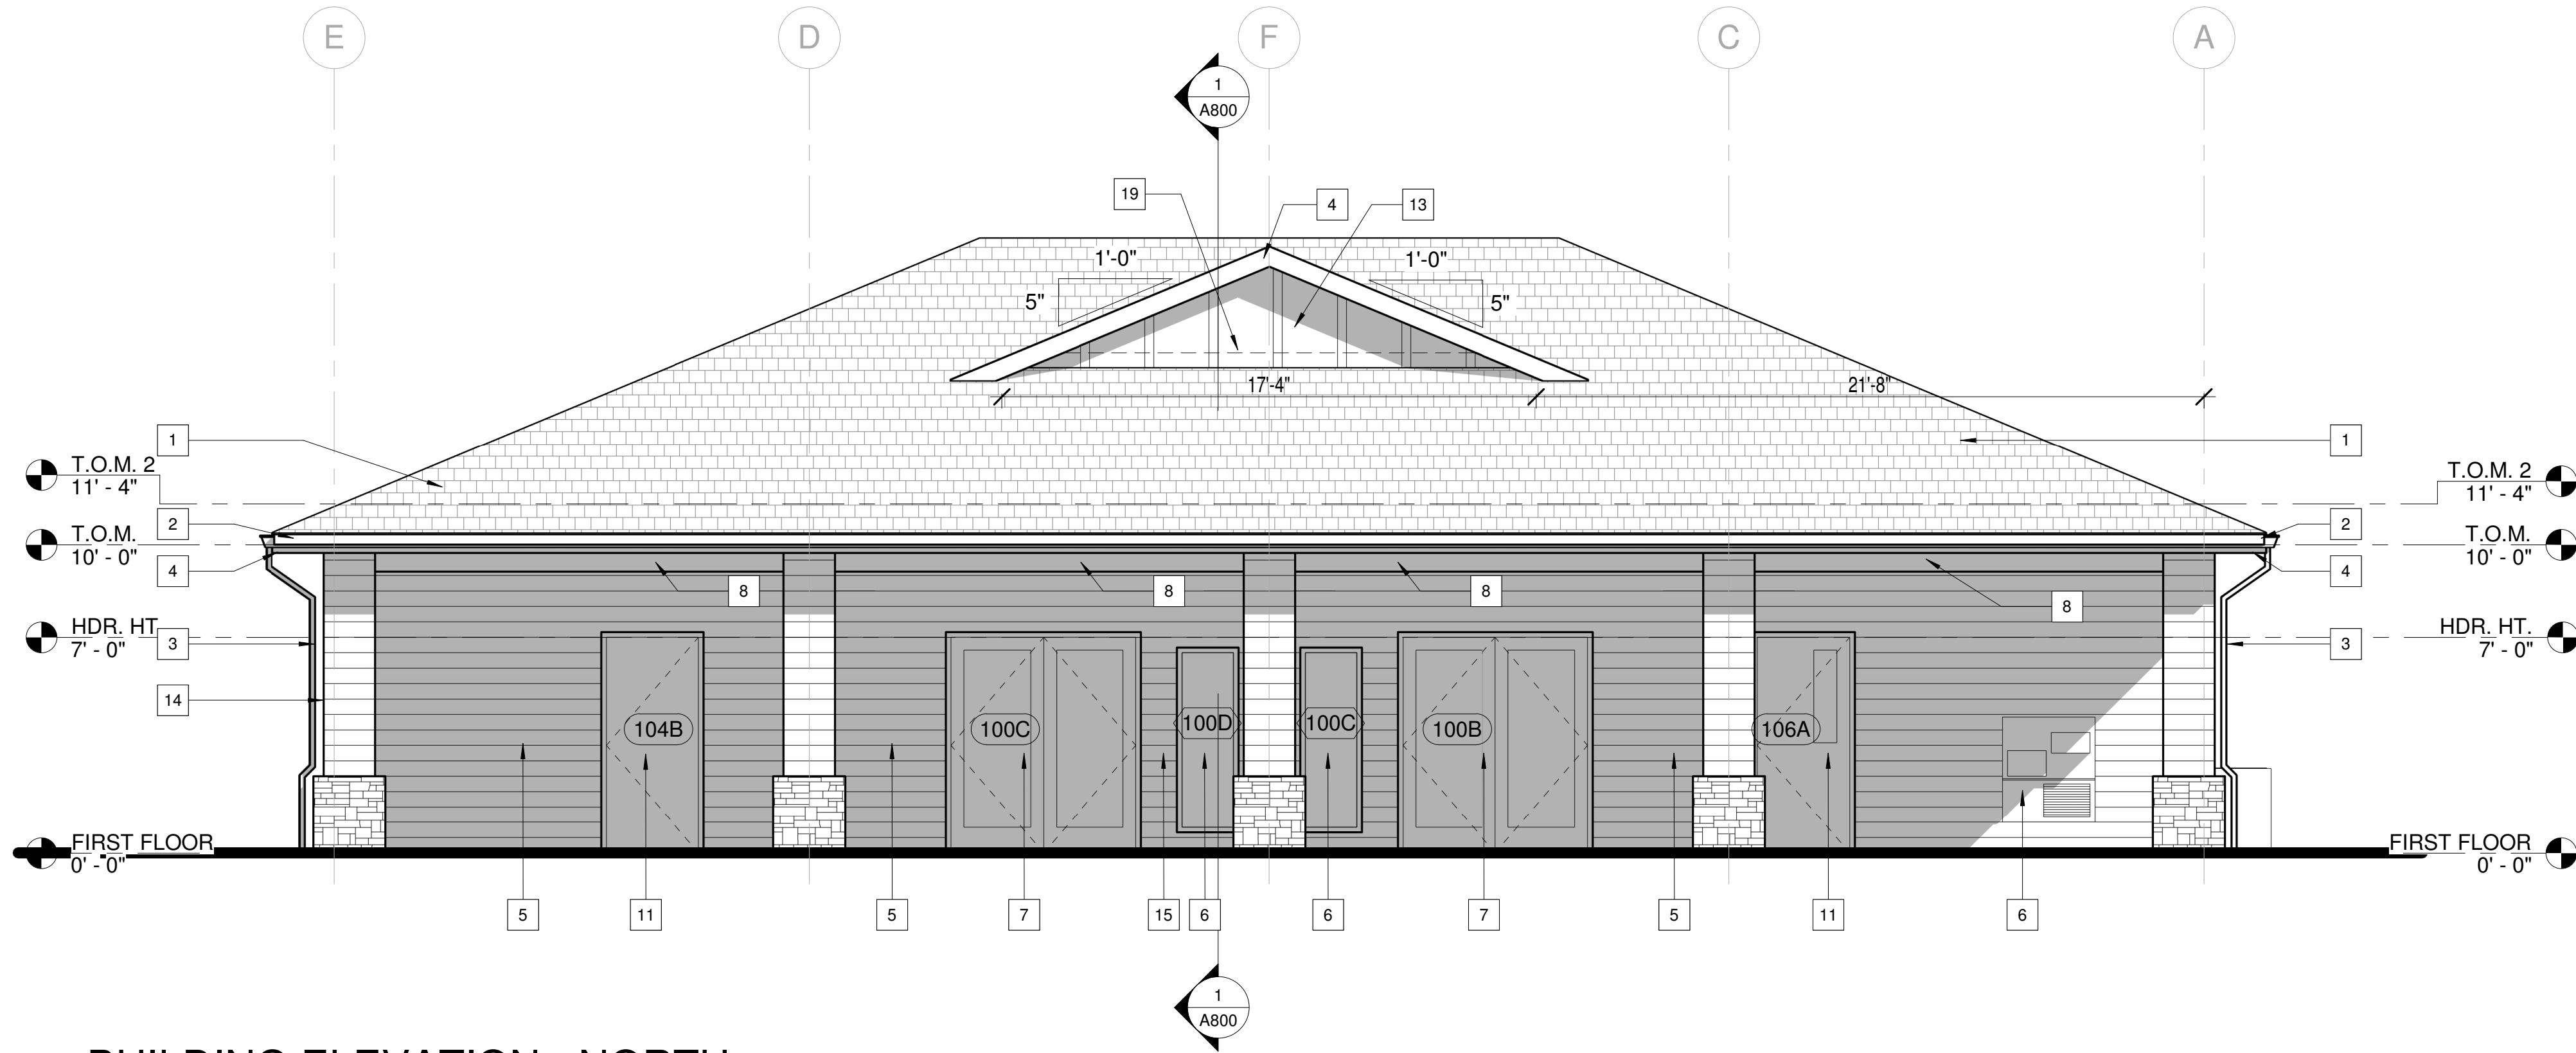 E D F C A
1
A800
19 4 13
1'-0" 1'-0"
5" 5"
17'-4" 21'-8"
1 1
T.O.M. 2 T.O.M. 2
11' - 4" 11' - 4"
2 2
T.O.M. T.O.M.
10' - 0" 10' - 0"
4 4
8 8 8 8
HDR. HT. HDR. HT.
7' - 0" 7' - 0"
3 3
14
104B 100C 100D 100C 100B 106A
FIRST FLOOR FIRST FLOOR
0' - 0" 0' - 0"
5 11 5 7 15 6 6 7 5 11 6
1
A800
BUILDING ELEVATION - NORTH